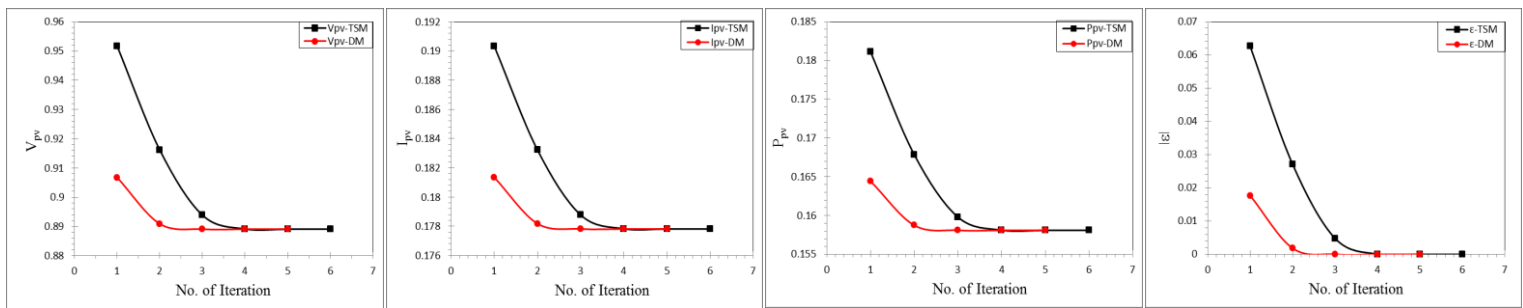 0.96
0.95
0.94
0.93
0.92
0.91
0.9
0.89
0.88
Vpv
Vpv-TSM
Vpv-DM
0 1 2 3 4 5 6 7
No. of Iteration
0.192
0.19
0.188
0.186
0.184
0.182
0.18
0.178
0.176
Ipv
Ipv-TSM
Ipv-DM
0 1 2 3 4 5 6 7
No. of Iteration
0.185
0.18
0.175
0.17
0.165
0.16
0.155
Ppv
Ppv-TSM
Ppv-DM
0 1 2 3 4 5 6 7
No. of Iteration
0.07
0.06
0.05
0.04
0.03
0.02
0.01
0
|ε|
ε-TSM
ε-DM
0 1 2 3 4 5 6 7
No. of Iteration